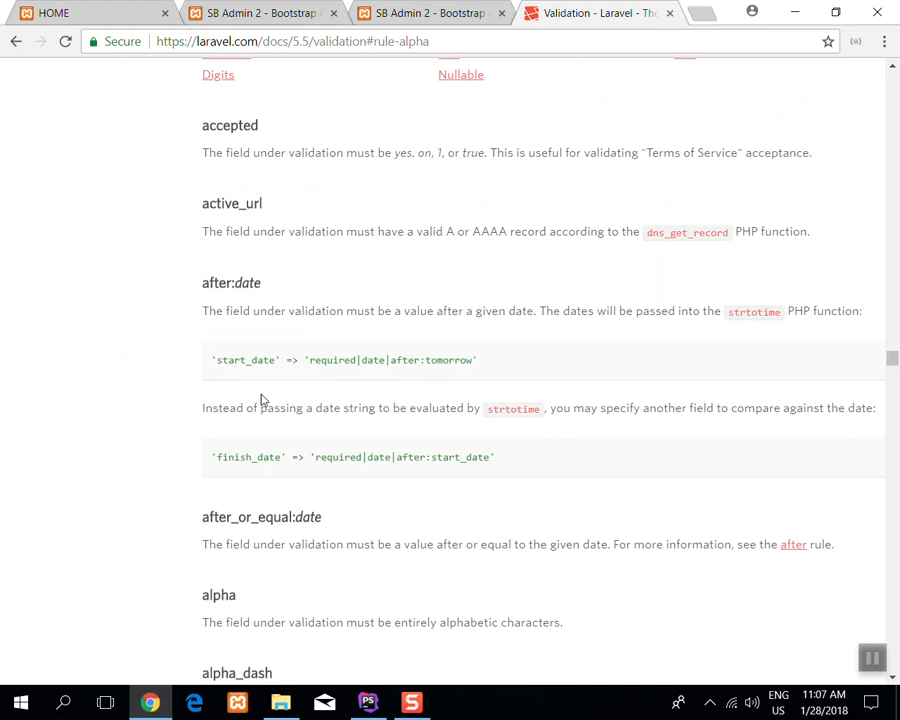 HOME
SB Admin 2 - Bootstrap
SB Admin 2 - Bootstrap
Validation - Laravel - The
Secure
https://laravel.com/docs/5.5/validation#rule-alpha
Digits
Nullable
accepted
The field under validation must be yes, on, 1, or true. This is useful for validating "Terms of Service" acceptance.
active_url
The field under validation must have a valid A or AAAA record according to the dns_get_record PHP function.
after:date
The field under validation must be a value after a given date. The dates will be passed into the strtotime PHP function:
'start_date' => 'required|date|after:tomorrow'
Instead of passing a date string to be evaluated by strtotime, you may specify another field to compare against the date:
'finish_date' => 'required|date|after:start_date'
after_or_equal:date
The field under validation must be a value after or equal to the given date. For more information, see the after rule.
alpha
The field under validation must be entirely alphabetic characters.
alpha_dash
ENG
US
11:07 AM
1/28/2018